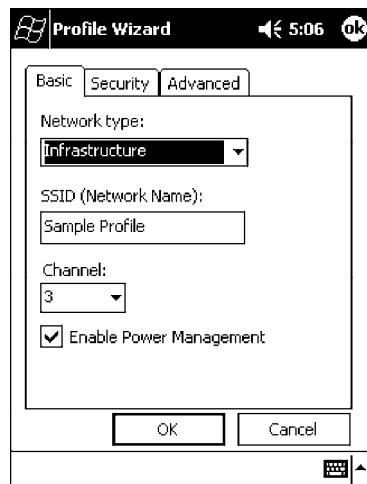 Profile Wizard 5:06 ok
Basic Security Advanced
Network type:
Infrastructure
SSID (Network Name):
Sample Profile
Channel:
3
Enable Power Management
OK Cancel